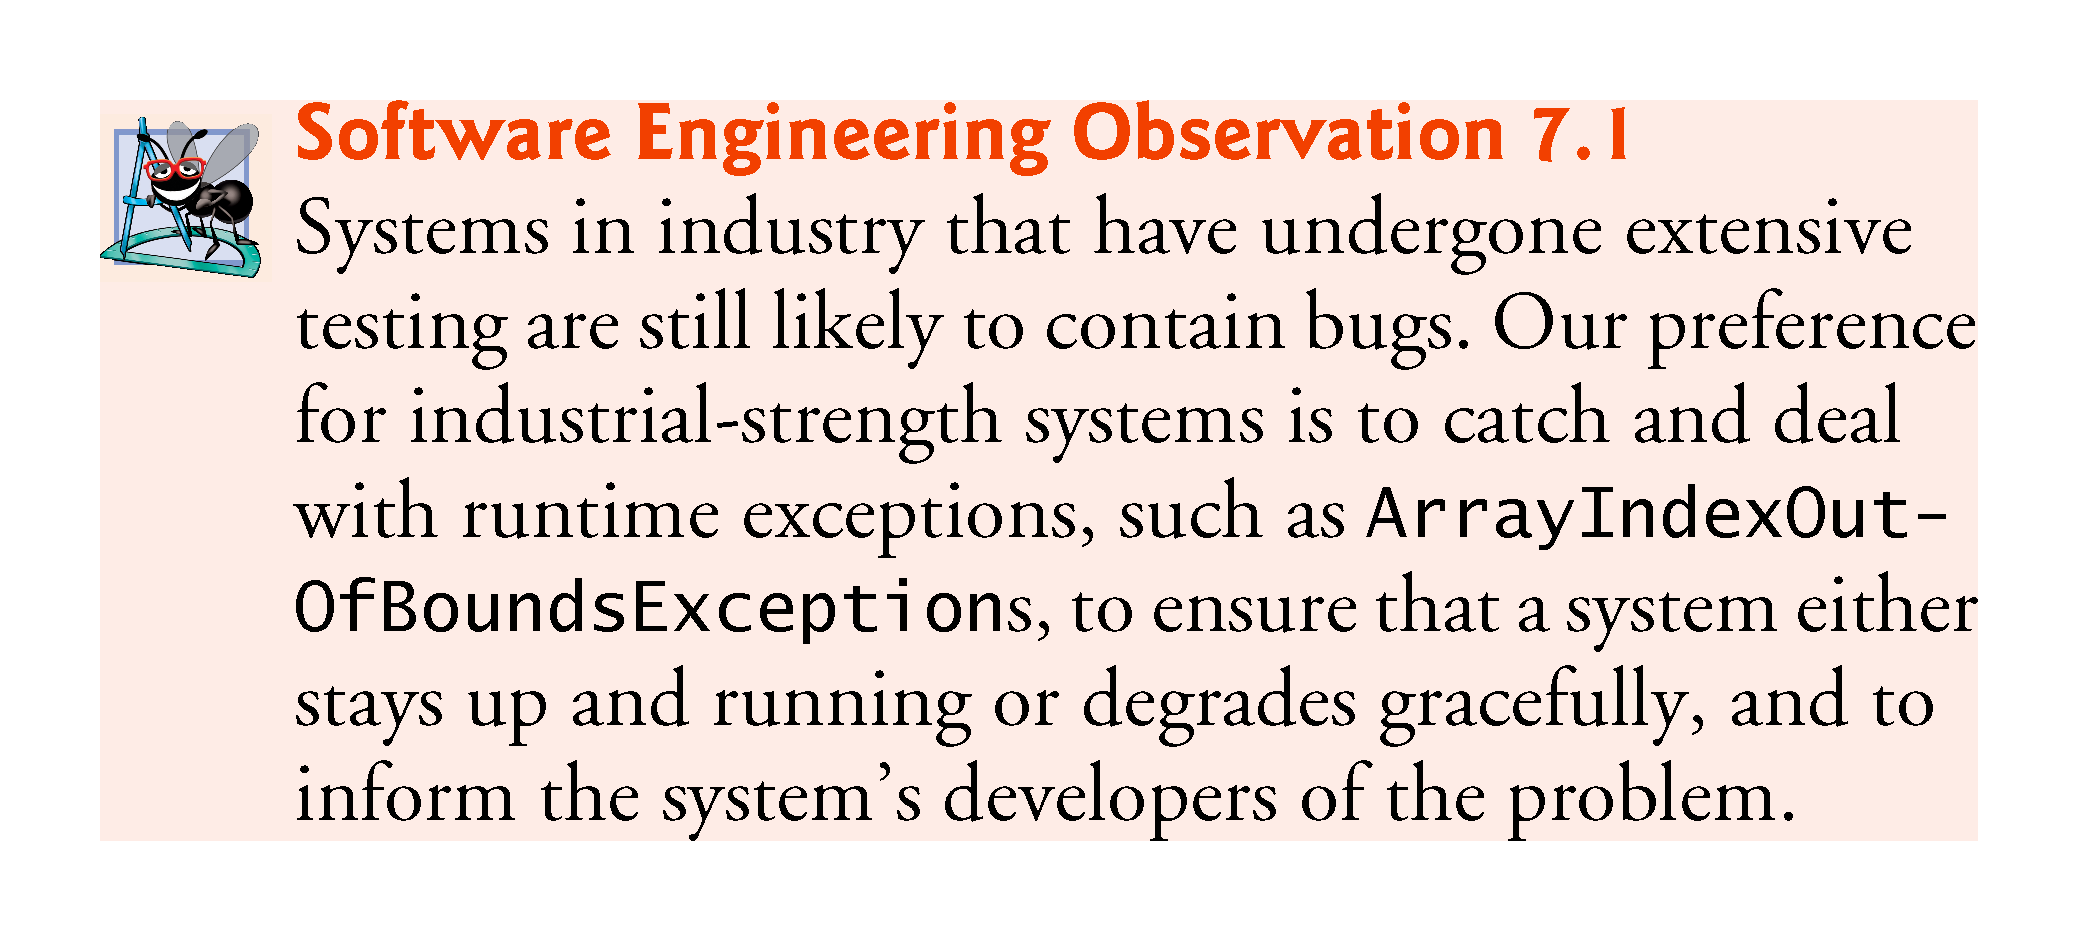 Software Engineering Observation 7.1
Systems in industry that have undergone extensive
testing are still likely to contain bugs. Our preference
for industrial-strength systems is to catch and deal
with runtime exceptions, such as ArrayIndexOut-
OfBoundsExceptions, to ensure that a system either
stays up and running or degrades gracefully, and to
inform the system’s developers of the problem.